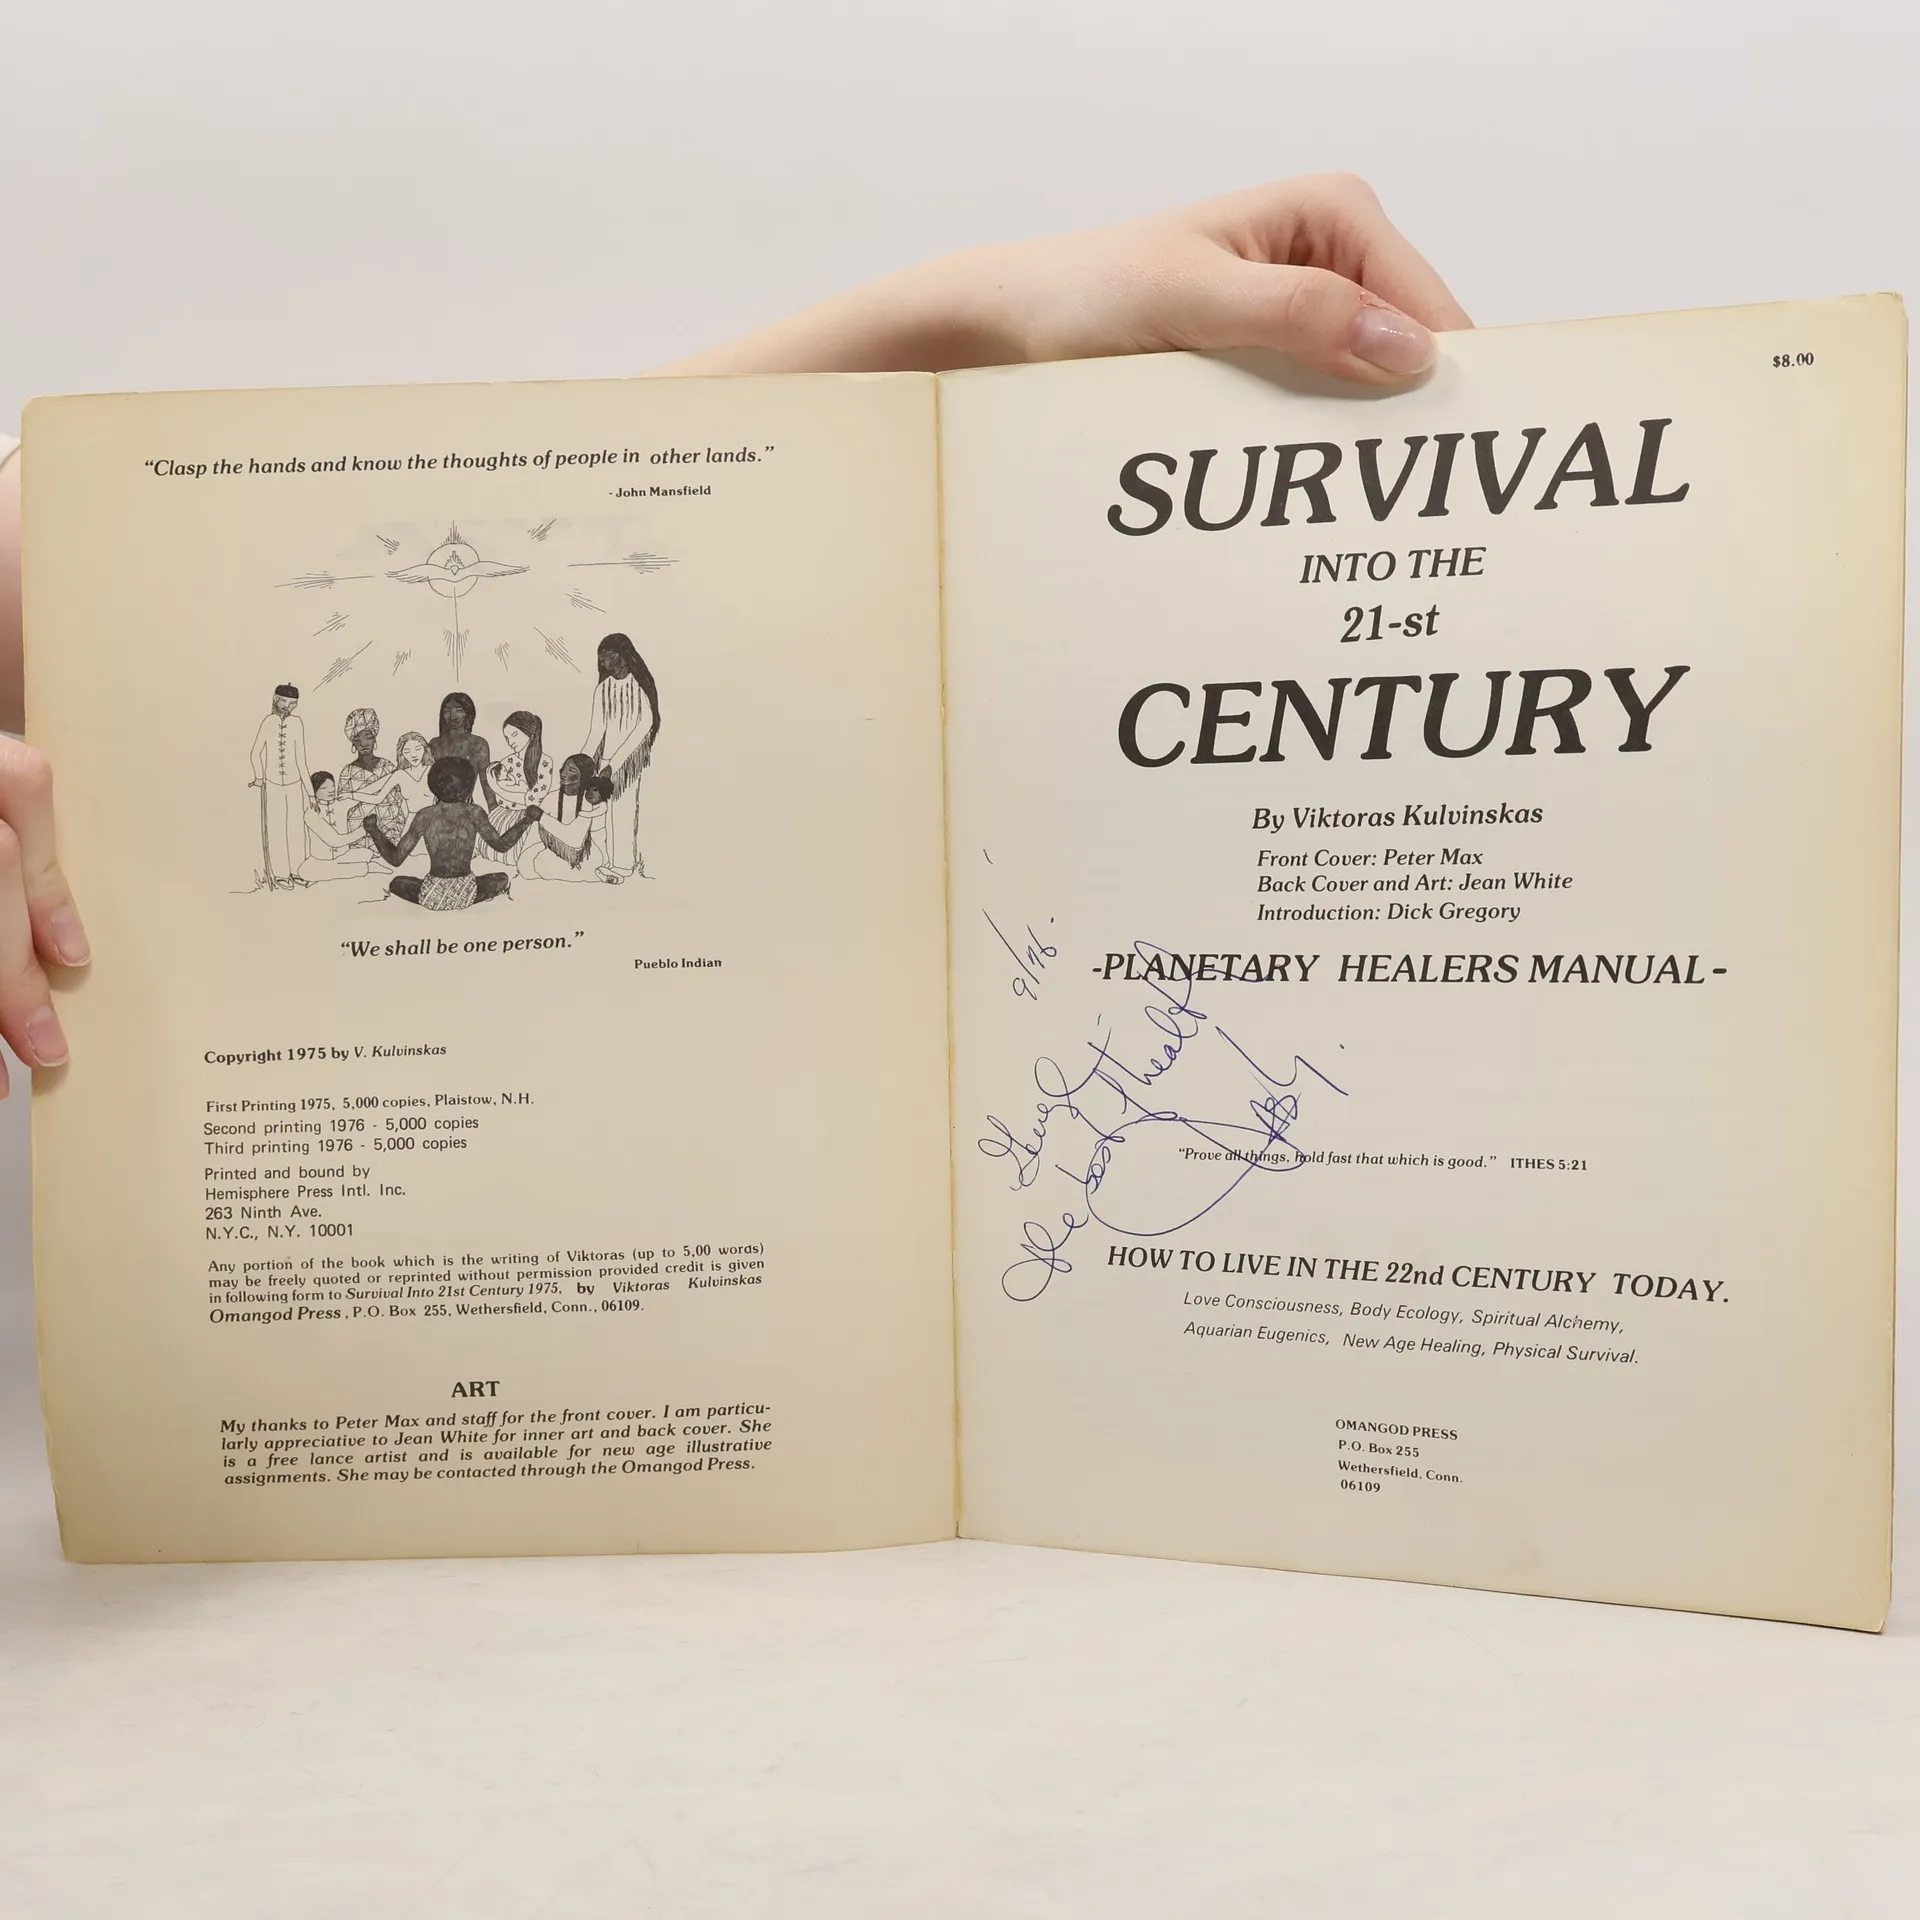 “Clasp the hands and know the thoughts of people in other lands.”
- John Mansfield
“We shall be one person.”
Pueblo Indian
Copyright 1975 by V. Kulvinskas
First Printing 1975, 5,000 copies, Plaistow, N.H.
Second printing 1976 - 5,000 copies
Third printing 1976 - 5,000 copies
Printed and bound by
Hemisphere Press Intl. Inc.
263 Ninth Ave.
N.Y.C., N.Y. 10001
Any portion of the book which is the writing of Viktoras (up to 5,00 words)
may be freely quoted or reprinted without permission provided credit is given
in following form to Survival Into 21st Century 1975, by Viktoras Kulvinskas
Omangod Press, P.O. Box 255, Wethersfield, Conn., 06109.
ART
My thanks to Peter Max and staff for the front cover. I am particu-
larly appreciative to Jean White for inner art and back cover. She
is a free lance artist and is available for new age illustrative
assignments. She may be contacted through the Omangod Press.
$8.00
SURVIVAL
INTO THE
21-st
CENTURY
By Viktoras Kulvinskas
Front Cover: Peter Max
Back Cover and Art: Jean White
Introduction: Dick Gregory
-PLANETARY HEALERS MANUAL-
9/76.
The best health
“Prove all things, hold fast that which is good.” ITHES 5:21
HOW TO LIVE IN THE 22nd CENTURY TODAY.
Love Consciousness, Body Ecology, Spiritual Alchemy,
Aquarian Eugenics, New Age Healing, Physical Survival.
OMANGOD PRESS
P.O. Box 255
Wethersfield, Conn.
06109